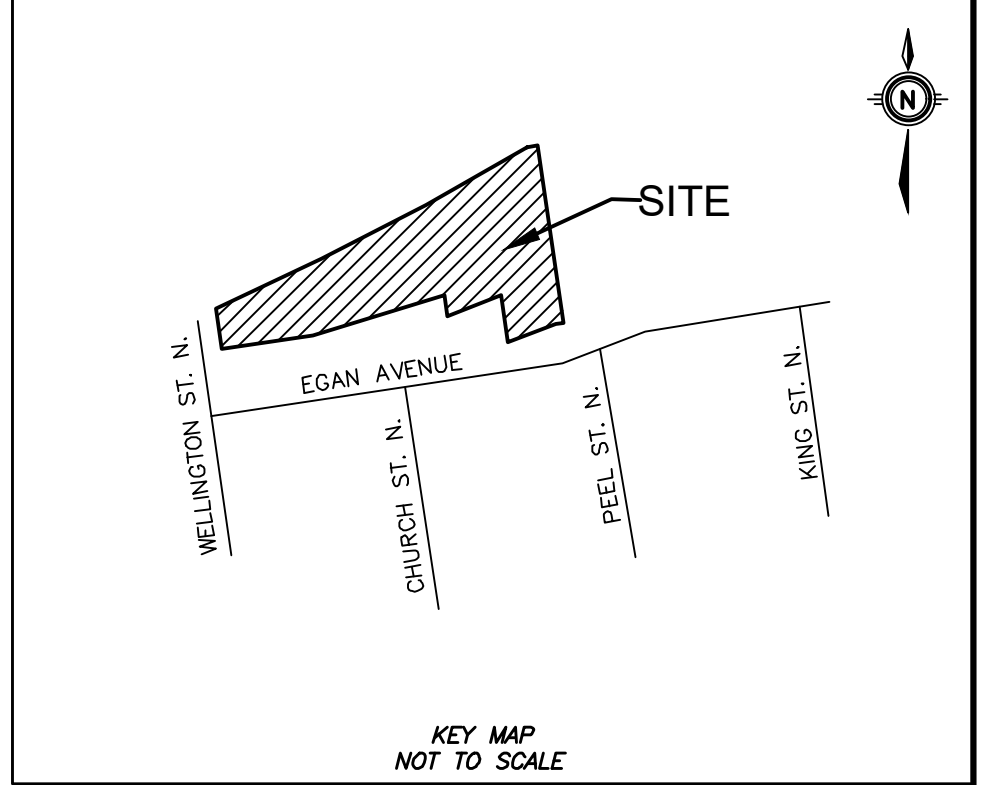 N
SITE
EGAN AVENUE
WELLINGTON ST. N.
CHURCH ST. N.
PEEL ST. N.
KING ST. N.
KEY MAP
NOT TO SCALE